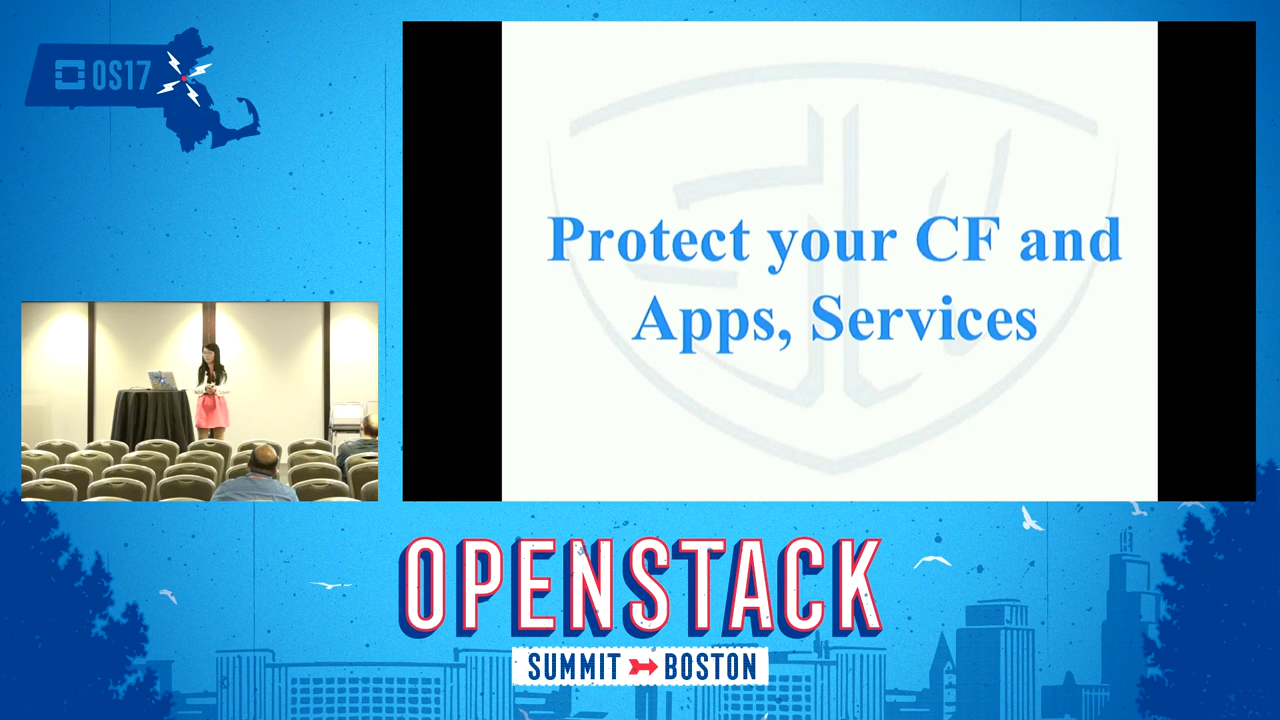 OS17
Protect your CF and
Apps, Services
OPENSTACK
SUMMIT BOSTON